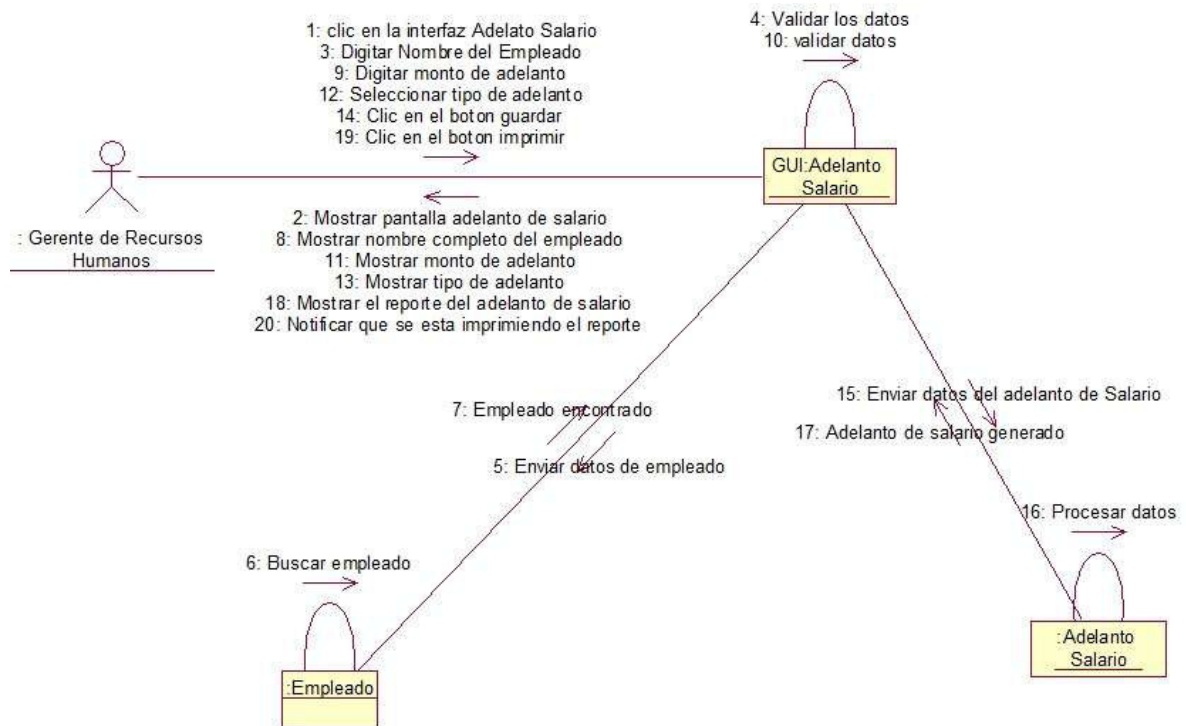 1: clic en la interfaz Adelato Salario
3: Digitar Nombre del Empleado
9: Digitar monto de adelanto
12: Seleccionar tipo de adelanto
14: Clic en el boton guardar
19: Clic en el boton imprimir
4: Validar los datos
10: validar datos
GUI:Adelanto
Salario
: Gerente de Recursos
Humanos
2: Mostrar pantalla adelanto de salario
8: Mostrar nombre completo del empleado
11: Mostrar monto de adelanto
13: Mostrar tipo de adelanto
18: Mostrar el reporte del adelanto de salario
20: Notificar que se esta imprimiendo el reporte
7: Empleado encontrado
5: Enviar datos de empleado
15: Enviar datos del adelanto de Salario
17: Adelanto de salario generado
6: Buscar empleado
16: Procesar datos
:Empleado
:Adelanto
Salario